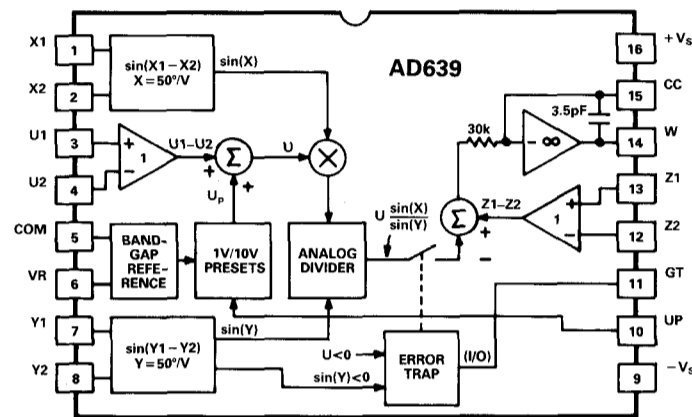 AD639
X1
1
X2
2
U1
3
U2
4
COM
5
VR
6
Y1
7
Y2
8
+VS
16
CC
15
W
14
Z1
13
Z2
12
GT
11
UP
10
−VS
9
sin(X1−X2)
X = 50°/V
sin(X)
+
−
1
U1−U2
+
Σ
+
UP
U
×
BAND-
GAP
REFE-
RENCE
1V/10V
PRESETS
ANALOG
DIVIDER
U sin(X)
sin(Y)
sin(Y1−Y2)
Y = 50°/V
sin(Y)
sin(Y)<0
U<0
ERROR
TRAP
(I/O)
30k
− ∞
3.5pF
Σ
+
−
Z1−Z2
1
+
−